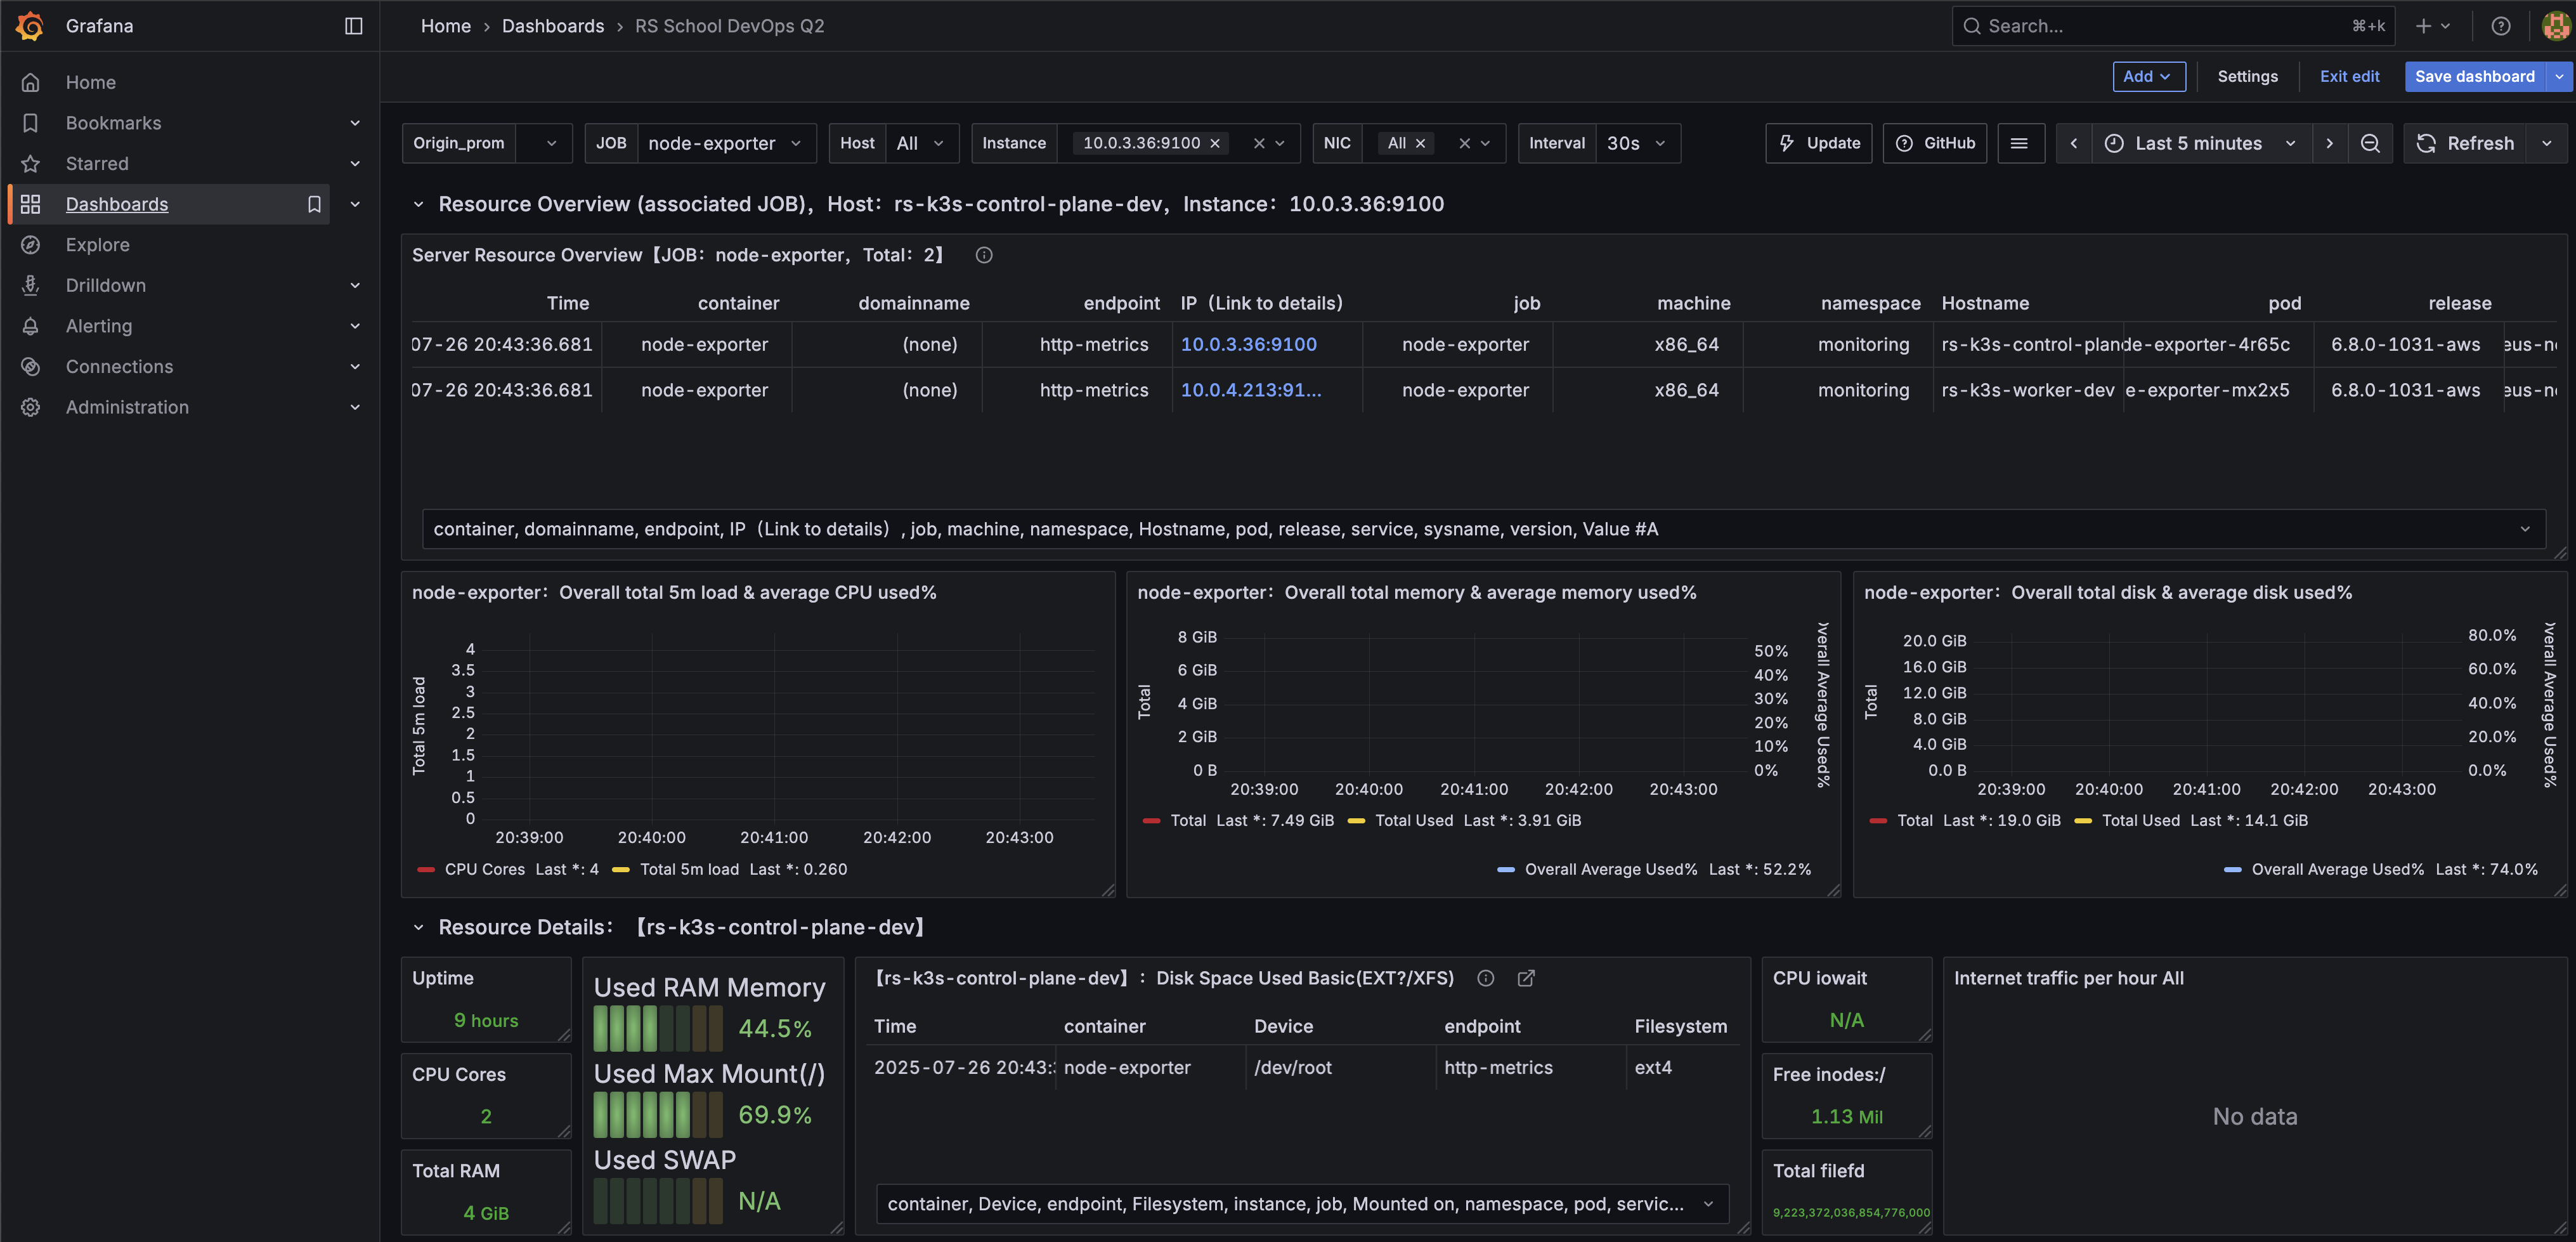 Grafana
Home › Dashboards › RS School DevOps Q2
Search...
⌘+k
Home
Bookmarks
Starred
Dashboards
Explore
Drilldown
Alerting
Connections
Administration
Add
Settings
Exit edit
Save dashboard
Origin_prom
JOB node-exporter
Host All
Instance 10.0.3.36:9100
NIC All
Interval 30s
Update
GitHub
Last 5 minutes
Refresh
Resource Overview (associated JOB)，Host：rs-k3s-control-plane-dev，Instance：10.0.3.36:9100
Server Resource Overview【JOB：node-exporter，Total：2】
Time container domainname endpoint IP（Link to details） job machine namespace Hostname pod release
07-26 20:43:36.681 node-exporter (none) http-metrics 10.0.3.36:9100 node-exporter x86_64 monitoring rs-k3s-control-plan de-exporter-4r65c 6.8.0-1031-aws eus-n
07-26 20:43:36.681 node-exporter (none) http-metrics 10.0.4.213:91... node-exporter x86_64 monitoring rs-k3s-worker-dev e-exporter-mx2x5 6.8.0-1031-aws eus-n
container, domainname, endpoint, IP（Link to details）, job, machine, namespace, Hostname, pod, release, service, sysname, version, Value #A
node-exporter：Overall total 5m load & average CPU used%
Total 5m load
4
3.5
3
2.5
2
1.5
1
0.5
0
20:39:00 20:40:00 20:41:00 20:42:00 20:43:00
CPU Cores Last *: 4 Total 5m load Last *: 0.260
node-exporter：Overall total memory & average memory used%
Total
8 GiB
6 GiB
4 GiB
2 GiB
0 B
50%
40%
30%
20%
10%
0%
verall Average Used%
20:39:00 20:40:00 20:41:00 20:42:00 20:43:00
Total Last *: 7.49 GiB Total Used Last *: 3.91 GiB
Overall Average Used% Last *: 52.2%
node-exporter：Overall total disk & average disk used%
Total
20.0 GiB
16.0 GiB
12.0 GiB
8.0 GiB
4.0 GiB
0.0 B
80.0%
60.0%
40.0%
20.0%
0.0%
verall Average Used%
20:39:00 20:40:00 20:41:00 20:42:00 20:43:00
Total Last *: 19.0 GiB Total Used Last *: 14.1 GiB
Overall Average Used% Last *: 74.0%
Resource Details：【rs-k3s-control-plane-dev】
Uptime
9 hours
CPU Cores
2
Total RAM
4 GiB
Used RAM Memory
44.5%
Used Max Mount(/)
69.9%
Used SWAP
N/A
【rs-k3s-control-plane-dev】：Disk Space Used Basic(EXT?/XFS)
Time container Device endpoint Filesystem
2025-07-26 20:43: node-exporter /dev/root http-metrics ext4
container, Device, endpoint, Filesystem, instance, job, Mounted on, namespace, pod, servic...
CPU iowait
N/A
Free inodes:/
1.13 Mil
Total filefd
9,223,372,036,854,776,000
Internet traffic per hour All
No data